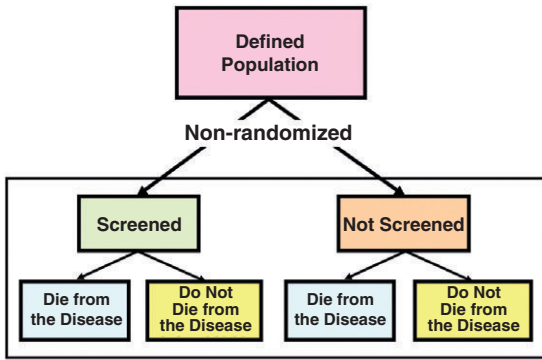 Defined
Population
Non-randomized
Screened
Not Screened
Die from
the Disease
Do Not
Die from
the Disease
Die from
the Disease
Do Not
Die from
the Disease